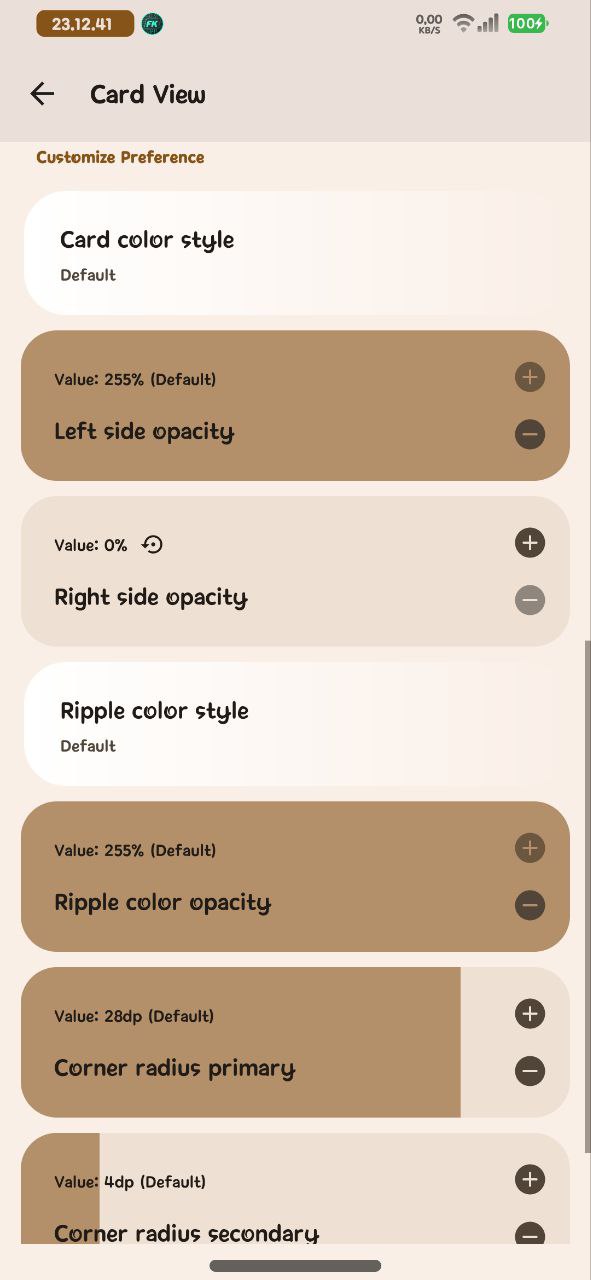 23.12.41
FK
0,00
KB/S
100
Card View
Customize Preference
Card color style
Default
Value: 255% (Default)
Left side opacity
Value: 0%
Right side opacity
Ripple color style
Default
Value: 255% (Default)
Ripple color opacity
Value: 28dp (Default)
Corner radius primary
Value: 4dp (Default)
Corner radius secondary